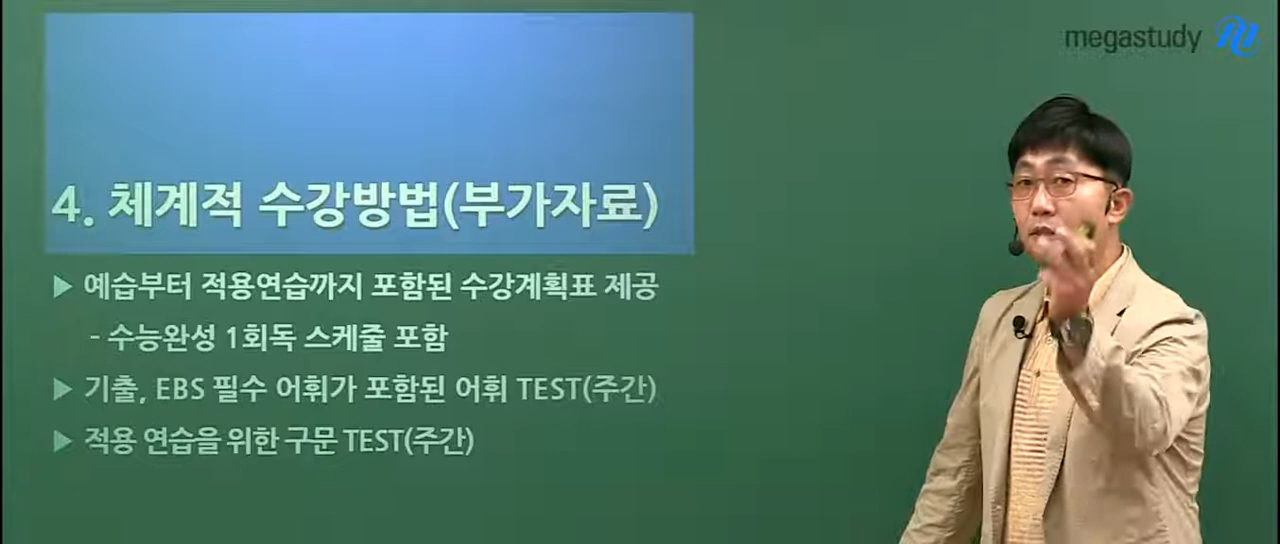 megastudy
4. 체계적 수강방법(부가자료)
▶ 예습부터 적용연습까지 포함된 수강계획표 제공
- 수능완성 1회독 스케줄 포함
▶ 기출, EBS 필수 어휘가 포함된 어휘 TEST(주간)
▶ 적용 연습을 위한 구문 TEST(주간)